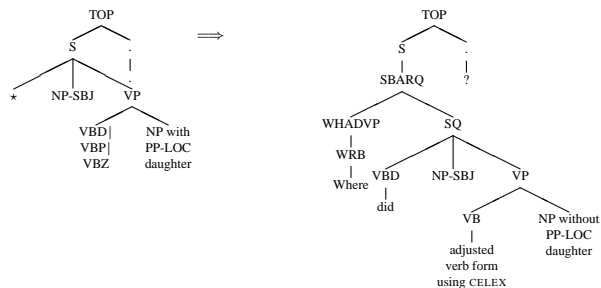 TOP
S .
.
* NP-SBJ VP
VBD| NP with
VBP| PP-LOC
VBZ daughter
⟹
TOP
S .
SBARQ ?
WHADVP SQ
WRB
Where VBD NP-SBJ VP
did
VB NP without
adjusted PP-LOC
verb form daughter
using CELEX